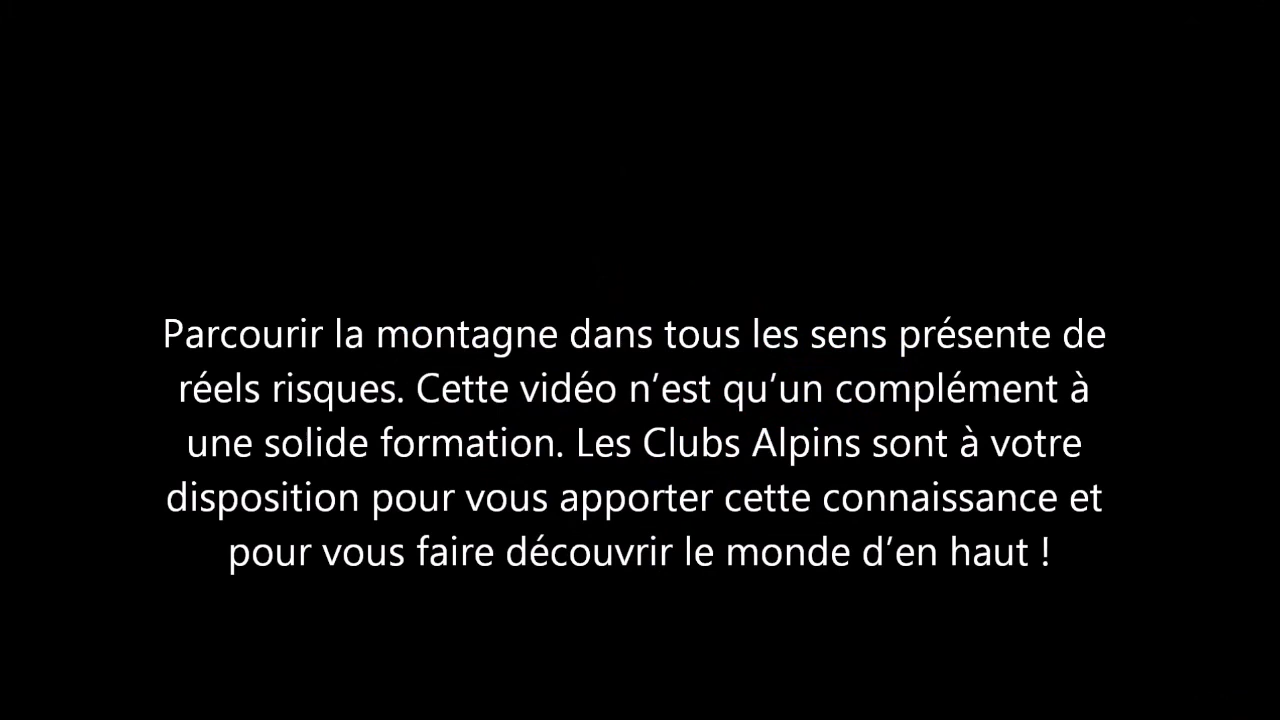 Parcourir la montagne dans tous les sens présente de
réels risques. Cette vidéo n’est qu’un complément à
une solide formation. Les Clubs Alpins sont à votre
disposition pour vous apporter cette connaissance et
pour vous faire découvrir le monde d’en haut !